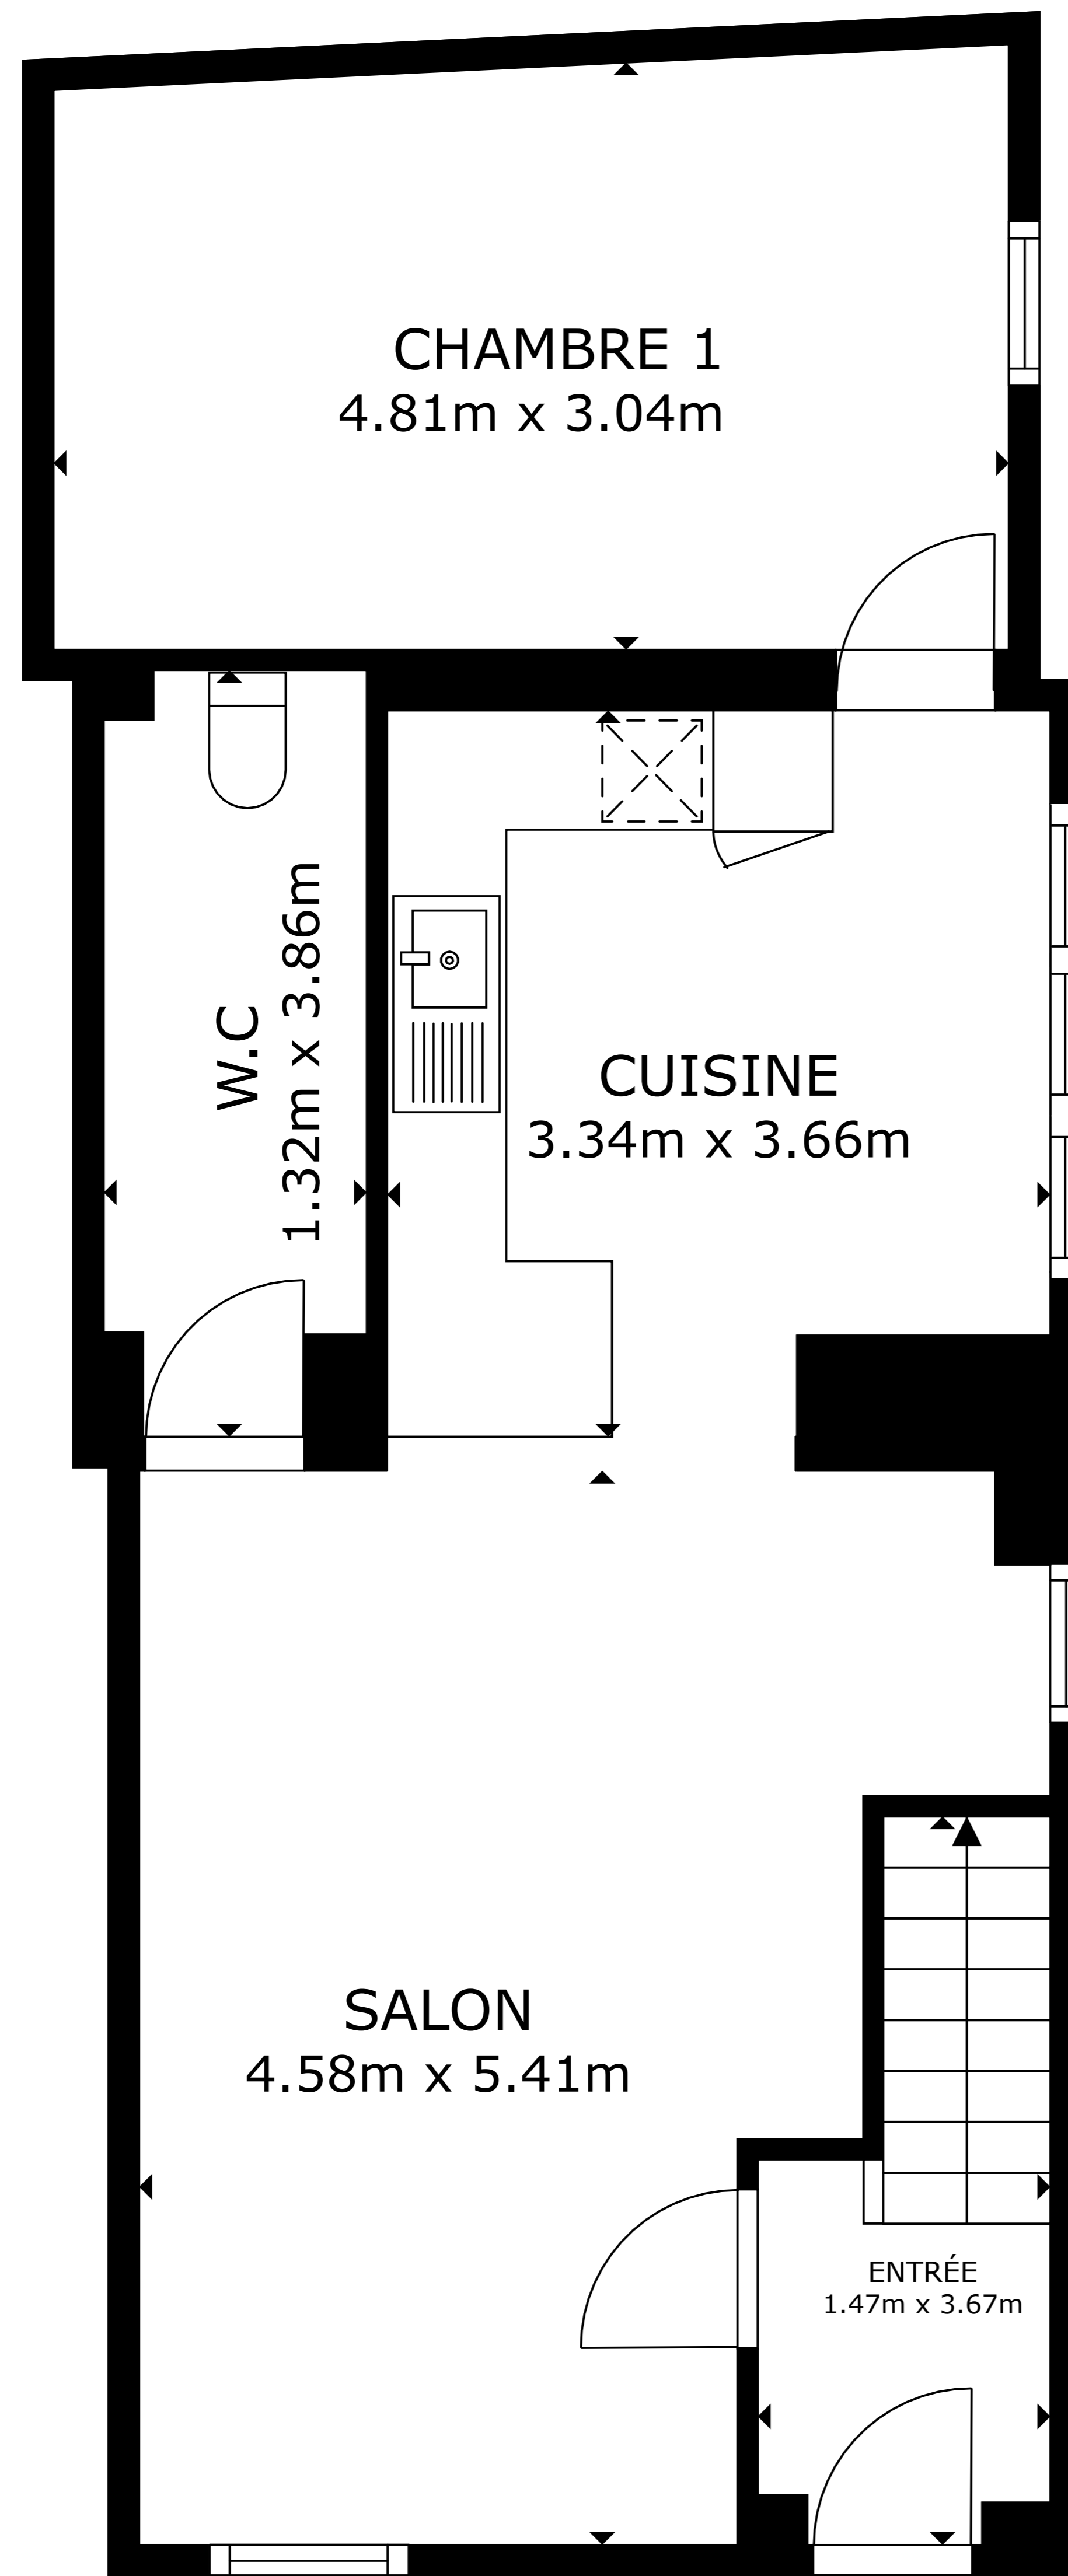 CHAMBRE 1
4.81m x 3.04m
W.C
1.32m x 3.86m
CUISINE
3.34m x 3.66m
SALON
4.58m x 5.41m
ENTRÉE
1.47m x 3.67m